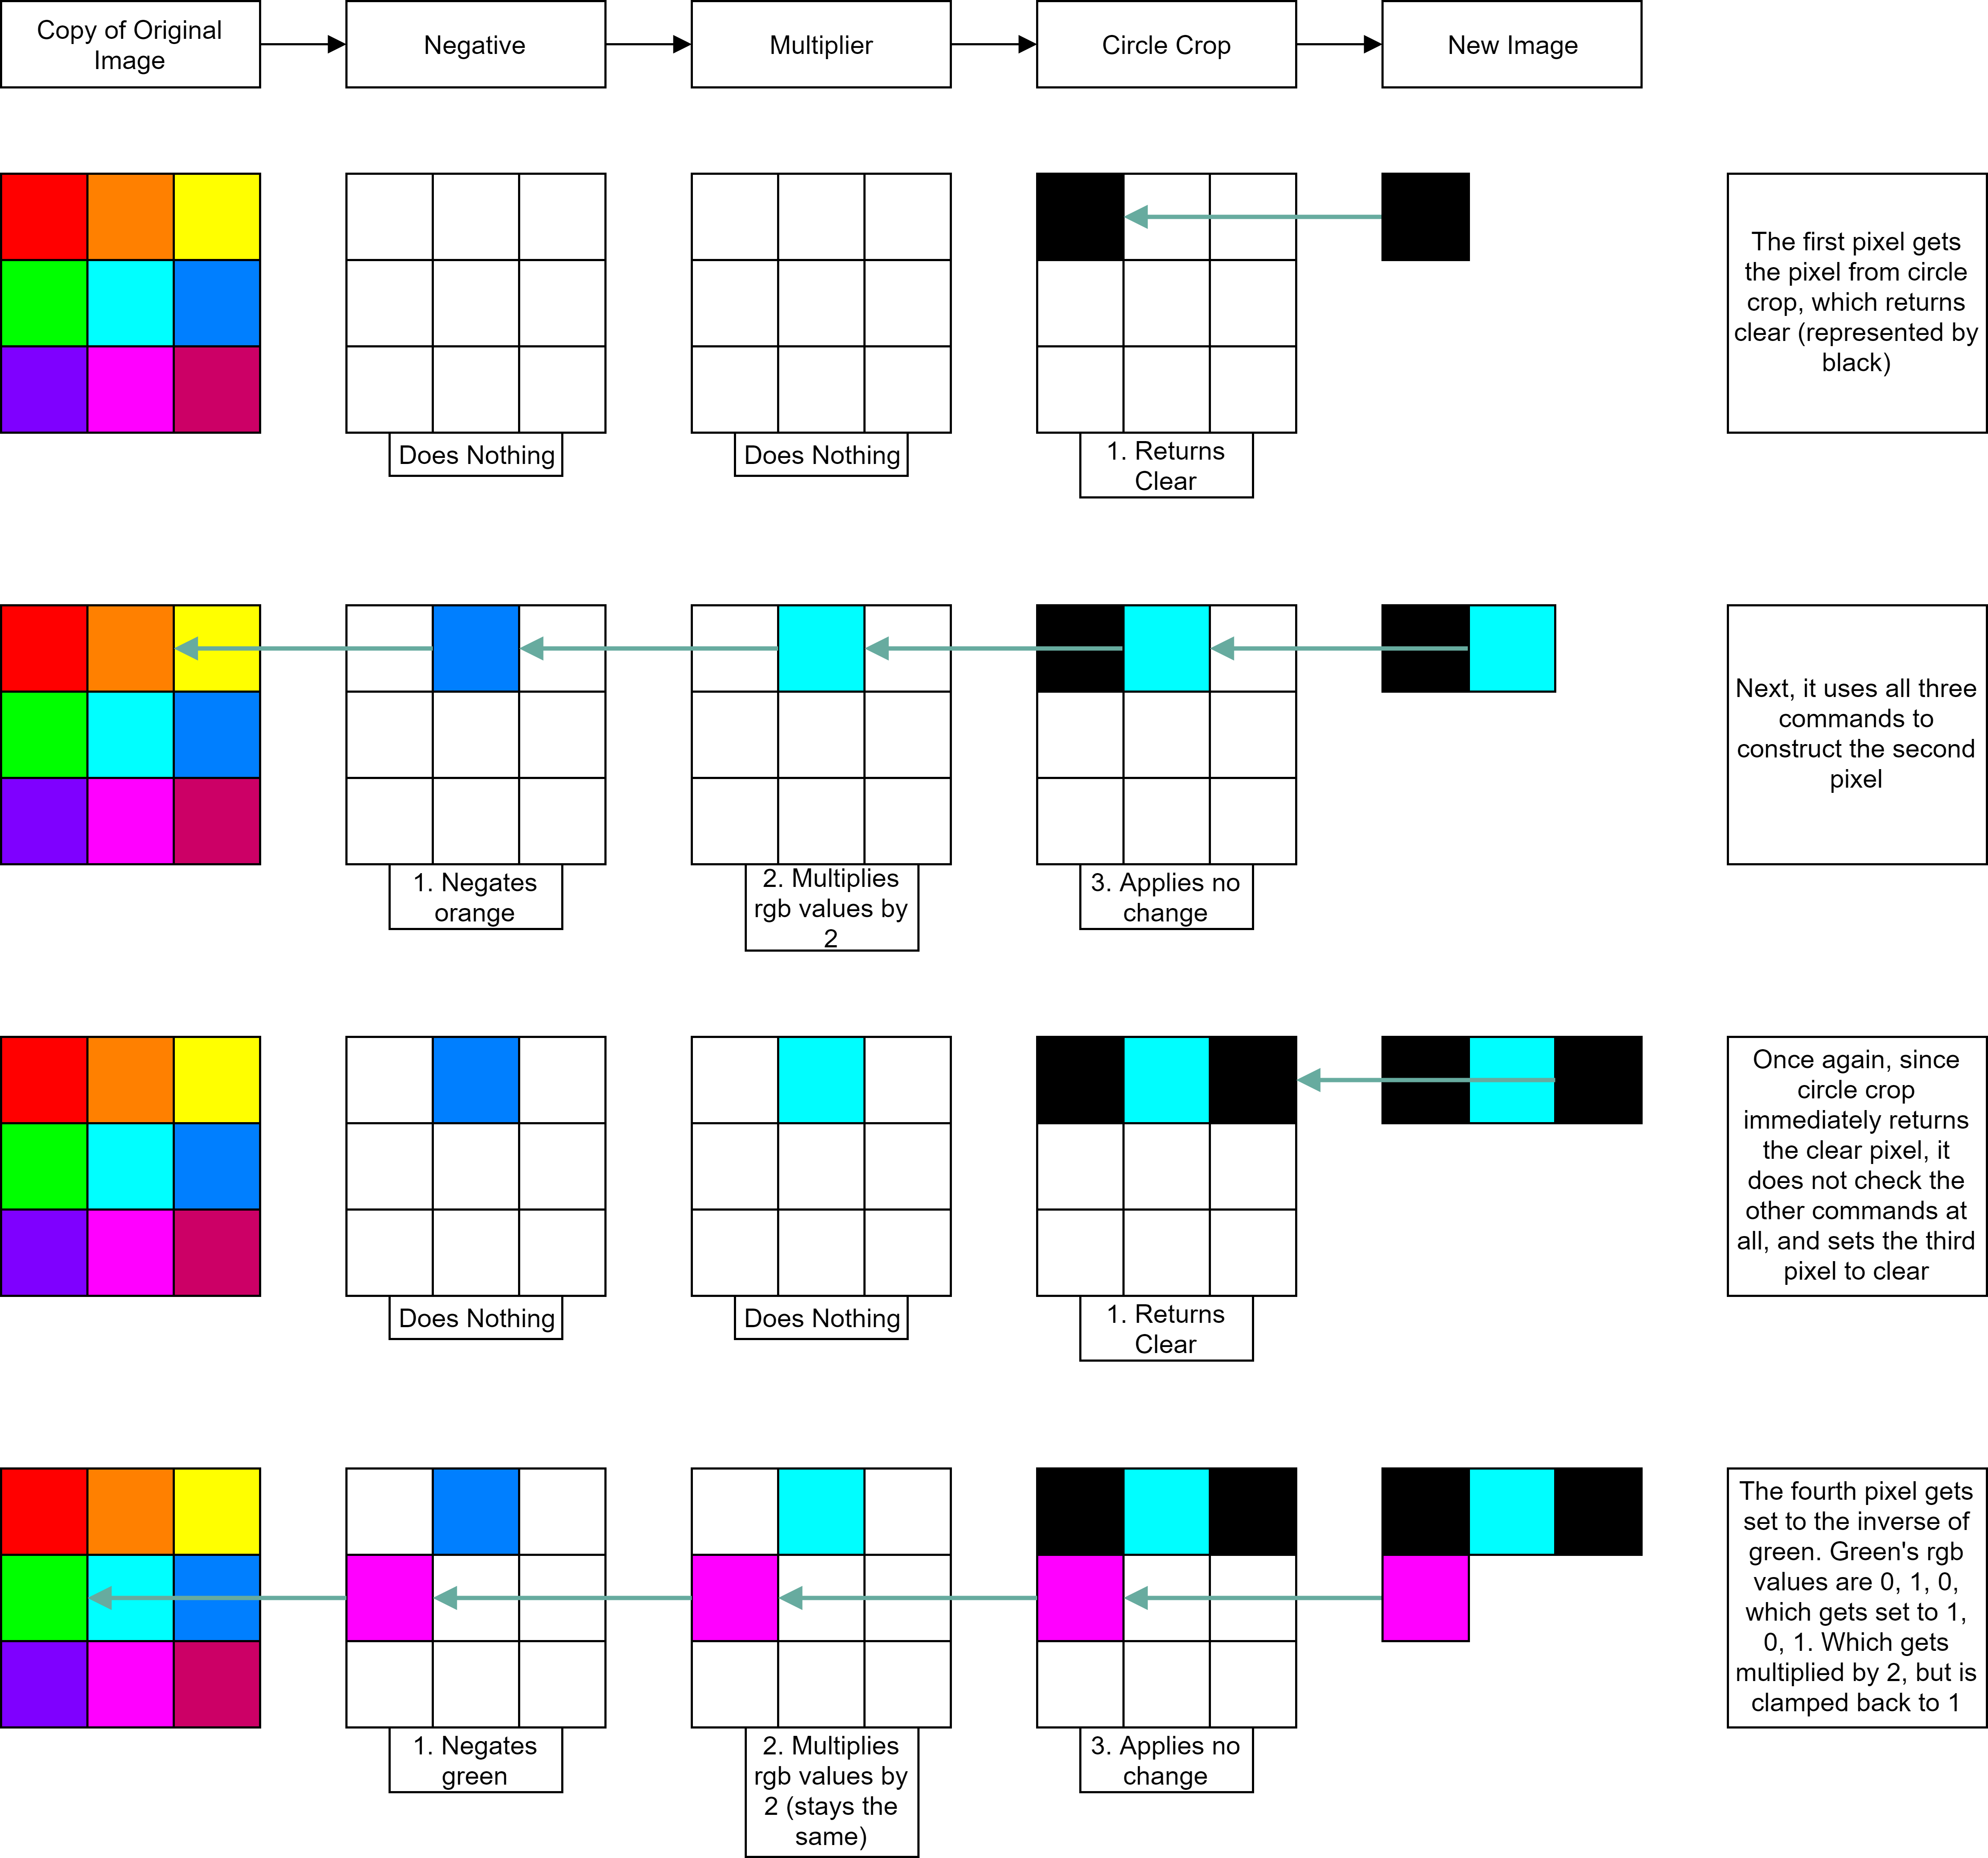 Copy of Original
Image
Negative
Multiplier
Circle Crop
New Image
The first pixel gets
the pixel from circle
crop, which returns
clear (represented by
black)
Does Nothing
Does Nothing
1. Returns
Clear
Next, it uses all three
commands to
construct the second
pixel
1. Negates
orange
2. Multiplies
rgb values by
2
3. Applies no
change
Once again, since
circle crop
immediately returns
the clear pixel, it
does not check the
other commands at
all, and sets the third
pixel to clear
Does Nothing
Does Nothing
1. Returns
Clear
The fourth pixel gets
set to the inverse of
green. Green's rgb
values are 0, 1, 0,
which gets set to 1,
0, 1. Which gets
multiplied by 2, but is
clamped back to 1
1. Negates
green
2. Multiplies
rgb values by
2 (stays the
same)
3. Applies no
change